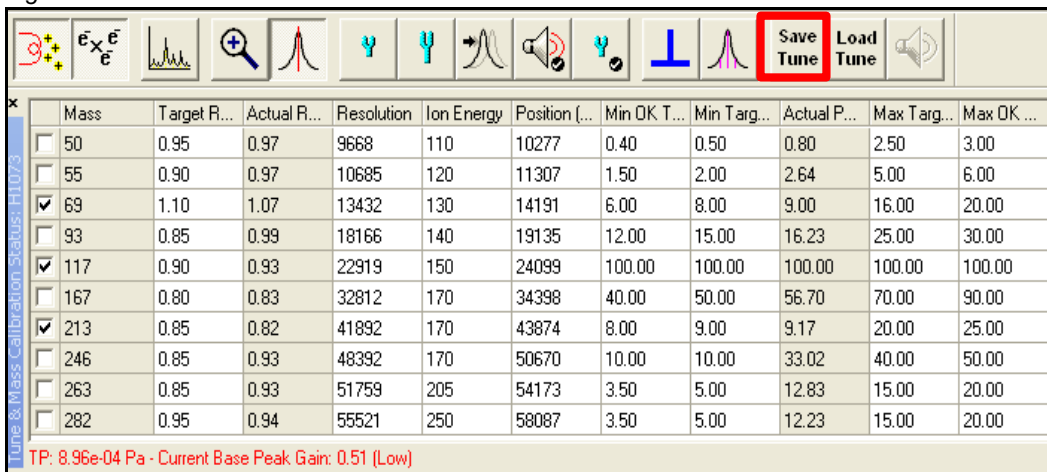 e x e e
Save Load
Tune Tune
Mass Target R... Actual R... Resolution Ion Energy Position (... Min OK T... Min Targ... Actual P... Max Targ... Max OK ...
50 0.95 0.97 9668 110 10277 0.40 0.50 0.80 2.50 3.00
55 0.90 0.97 10685 120 11307 1.50 2.00 2.64 5.00 6.00
69 1.10 1.07 13432 130 14191 6.00 8.00 9.00 16.00 20.00
93 0.85 0.99 18166 140 19135 12.00 15.00 16.23 25.00 30.00
117 0.90 0.93 22919 150 24099 100.00 100.00 100.00 100.00 100.00
167 0.80 0.83 32812 170 34398 40.00 50.00 56.70 70.00 90.00
213 0.85 0.82 41892 170 43874 8.00 9.00 9.17 20.00 25.00
246 0.85 0.93 48392 170 50670 10.00 10.00 33.02 40.00 50.00
263 0.85 0.93 51759 205 54173 3.50 5.00 12.83 15.00 20.00
282 0.95 0.94 55521 250 58087 3.50 5.00 12.23 15.00 20.00
Tune & Mass Calibration Status: H1073
TP: 8.96e-04 Pa - Current Base Peak Gain: 0.51 (Low)